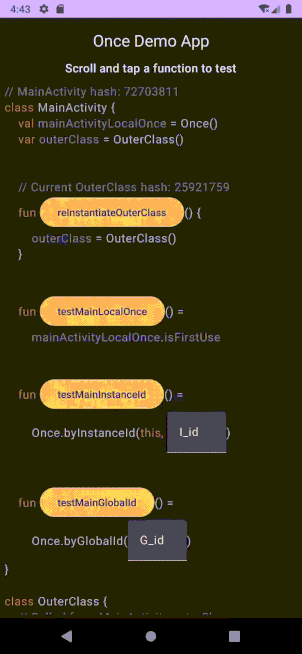 4:43
Once Demo App
Scroll and tap a function to test
// MainActivity hash: 72703811
class MainActivity {
val mainActivityLocalOnce = Once()
var outerClass = OuterClass()
// Current OuterClass hash: 25921759
fun reInstantiateOuterClass() {
outerClass = OuterClass()
}
fun testMainLocalOnce() =
mainActivityLocalOnce.isFirstUse
fun testMainInstanceId() =
Once.byInstanceId(this, I_id)
fun testMainGlobalId() =
Once.byGlobalId(G_id)
}
class OuterClass {